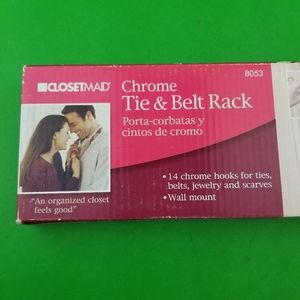 8053
CLOSETMAID®
Chrome
Tie & Belt Rack
Porta-corbatas y
cintos de cromo
• 14 chrome hooks for ties,
belts, jewelry and scarves
• Wall mount
"An organized closet
feels good"